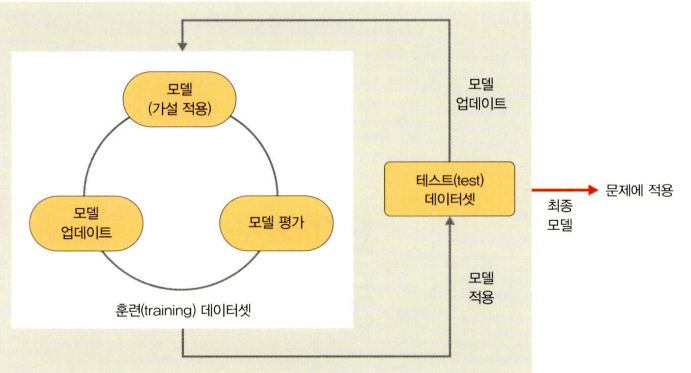 모델
(가설 적용)
모델
업데이트
모델 평가
훈련(training) 데이터셋
모델
업데이트
테스트(test)
데이터셋
모델
적용
최종
모델
문제에 적용